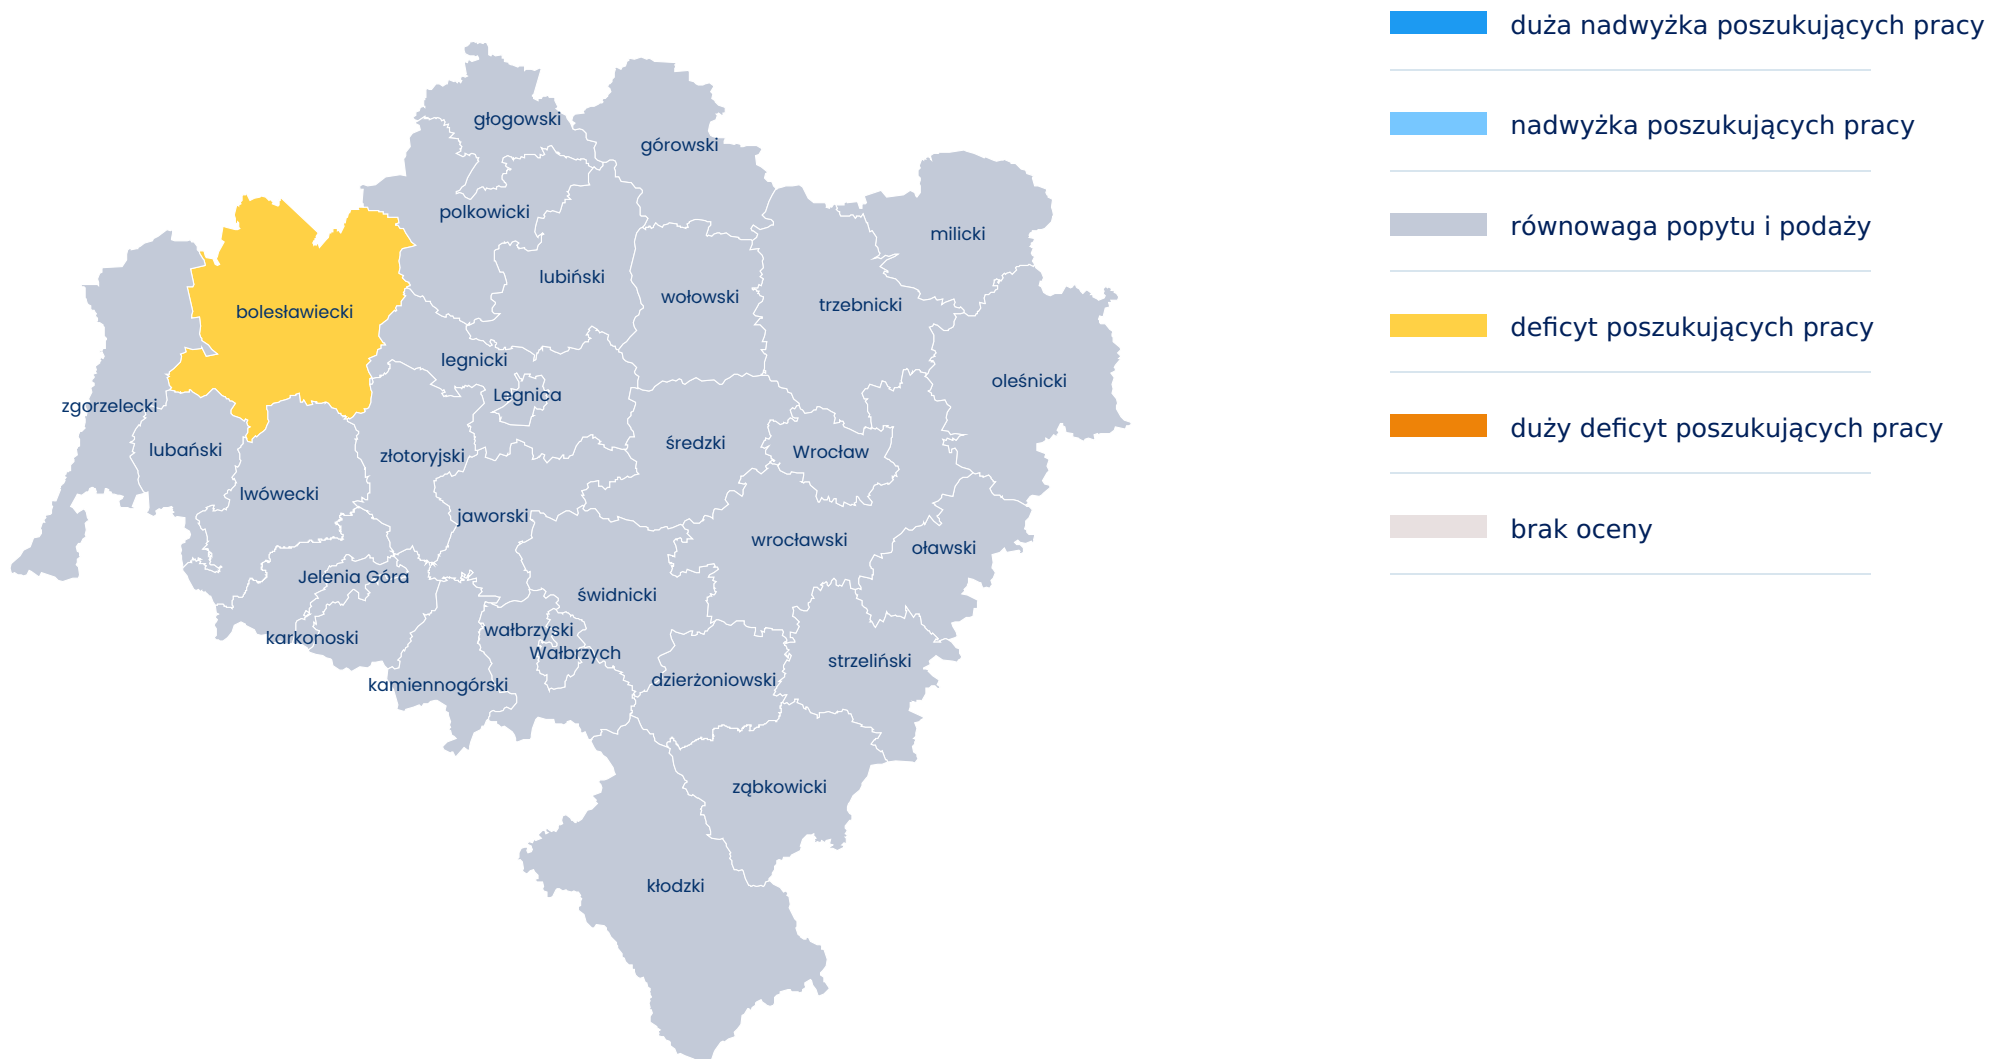 duża nadwyżka poszukujących pracy
nadwyżka poszukujących pracy
równowaga popytu i podaży
deficyt poszukujących pracy
duży deficyt poszukujących pracy
brak oceny
głogowski
górowski
polkowicki
milicki
lubiński
wołowski
trzebnicki
bolesławiecki
legnicki
oleśnicki
Legnica
zgorzelecki
średzki
lubański
Wrocław
złotoryjski
lwówecki
jaworski
wrocławski
oławski
Jelenia Góra
świdnicki
wałbrzyski
karkonoski
Wałbrzych
strzeliński
dzierżoniowski
kamiennogórski
ząbkowicki
kłodzki